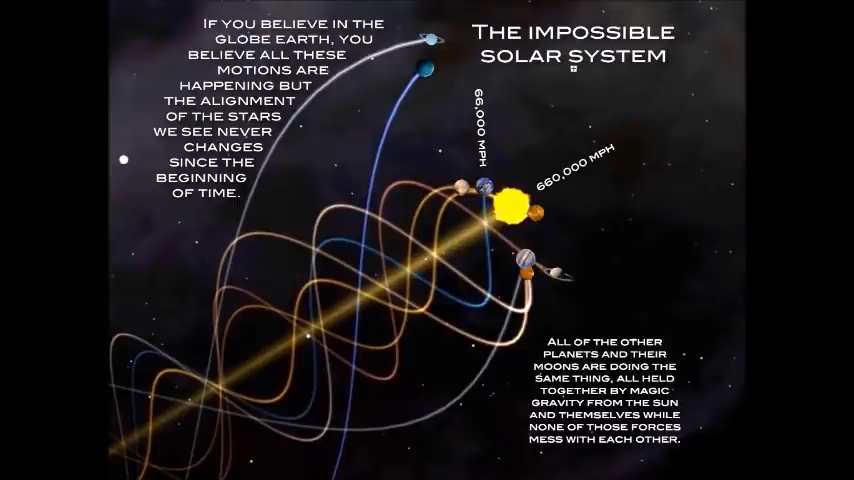 IF YOU BELIEVE IN THE
GLOBE EARTH, YOU
BELIEVE ALL THESE
MOTIONS ARE
HAPPENING BUT
THE ALIGNMENT
OF THE STARS
WE SEE NEVER
CHANGES
SINCE THE
BEGINNING
OF TIME.
THE IMPOSSIBLE
SOLAR SYSTEM
66,000 MPH
660,000 MPH
ALL OF THE OTHER
PLANETS AND THEIR
MOONS ARE DOING THE
SAME THING, ALL HELD
TOGETHER BY MAGIC
GRAVITY FROM THE SUN
AND THEMSELVES WHILE
NONE OF THOSE FORCES
MESS WITH EACH OTHER.